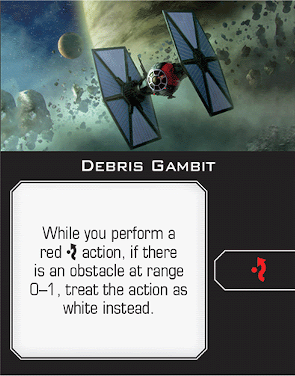 Debris Gambit
While you perform a
red action, if there
is an obstacle at range
0–1, treat the action as
white instead.